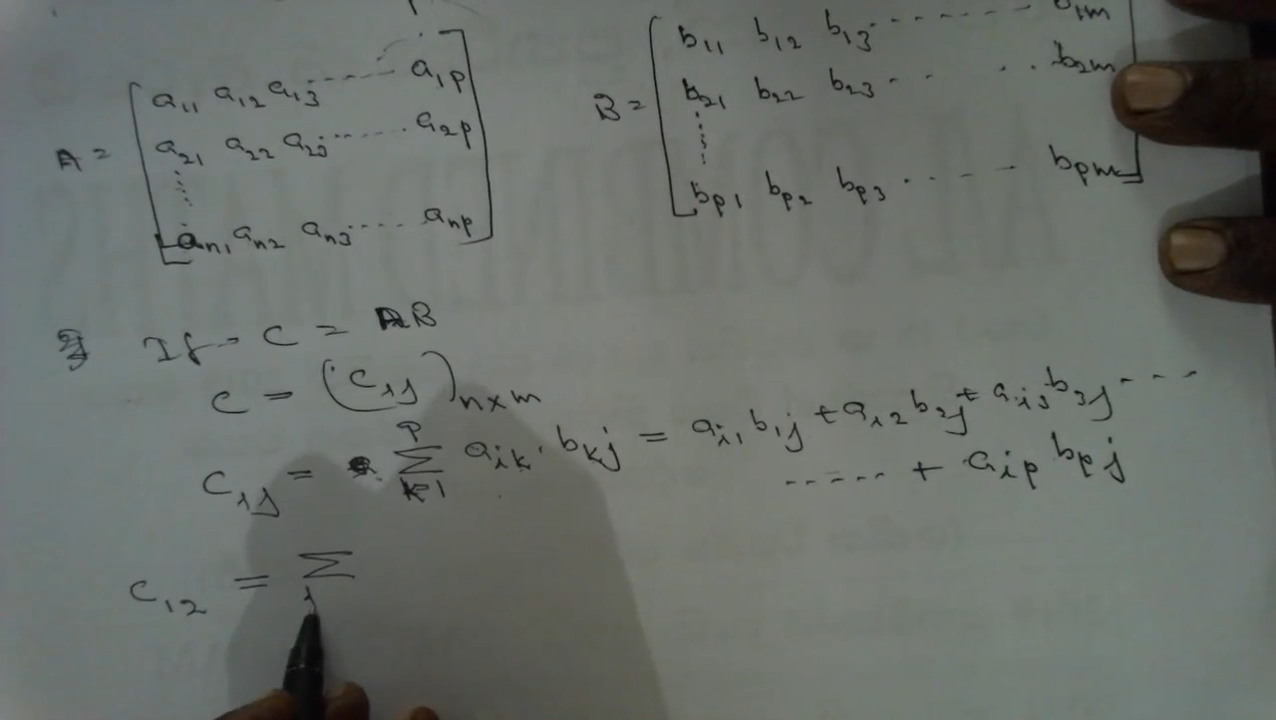 A = [ a11 a12 a13 ------ a1p
a21 a22 a23 ------ a2p
an1 an2 an3 ---- anp ]
B = [ b11 b12 b13 -------- b1m
b21 b22 b23 -- - . . b2m
bp1 bp2 bp3 . - - - - bpm ]
If C = AB
C = (cij)n×m
cij = Σ p k=1 aik . bkj = ai1 b1j + ai2 b2j + ai3 b3j ---
----- + aip bpj
c12 = Σ